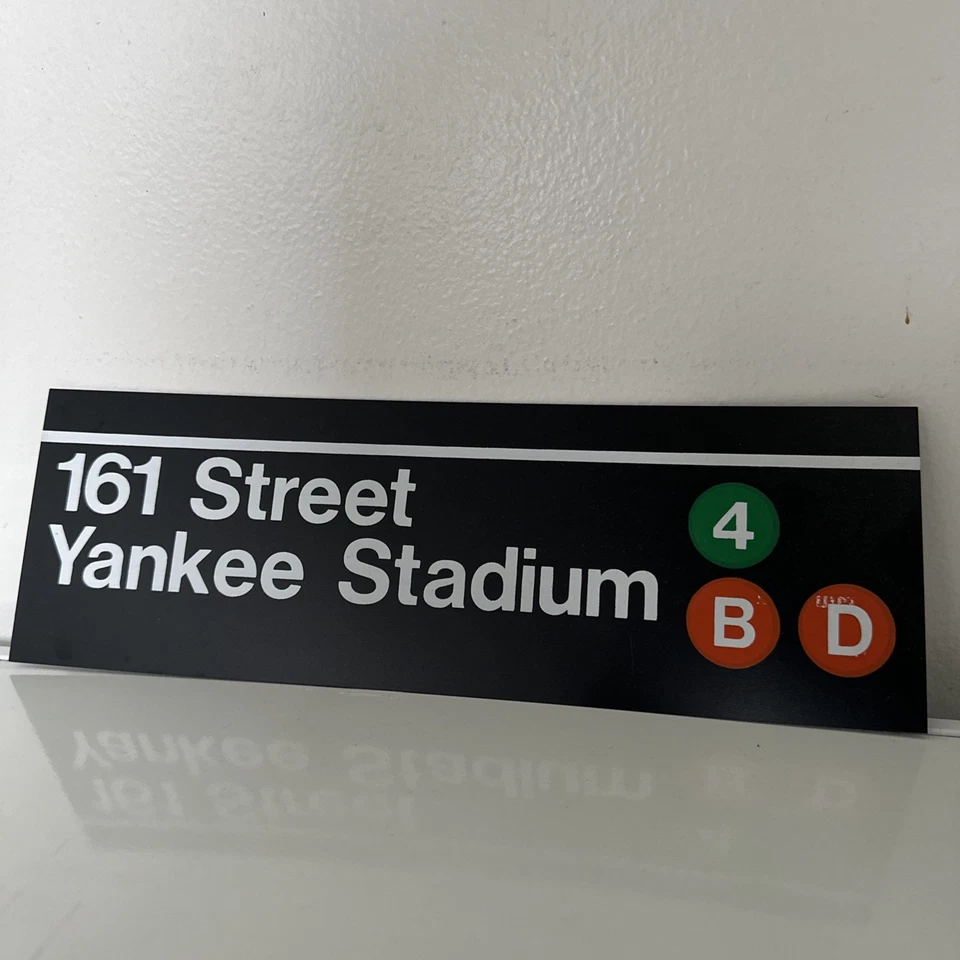 161 Street
Yankee Stadium
4
B D